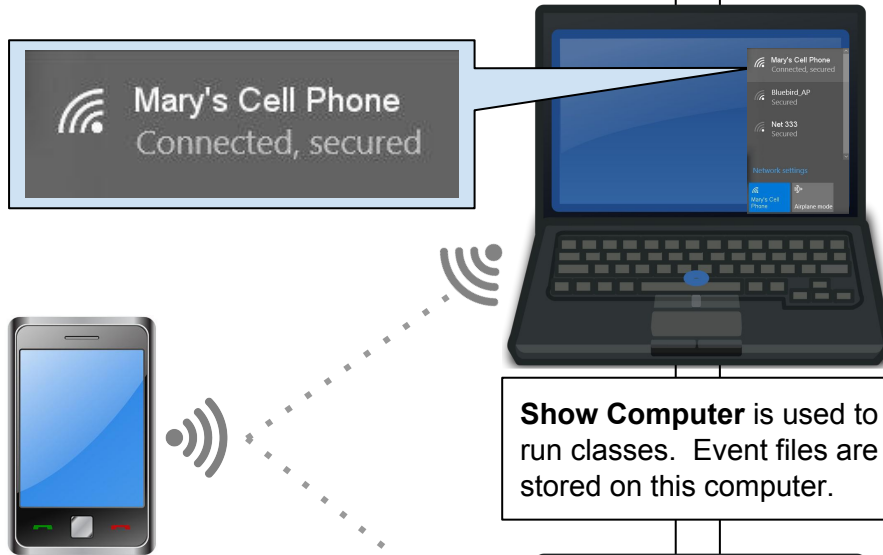 Mary's Cell Phone
Connected, secured
Mary's Cell Phone
Connected, secured
Bluebird_AP
Secured
Net 333
Secured
Network settings
Mary's Cell
Phone
Airplane mode
Show Computer is used to
run classes.  Event files are
stored on this computer.